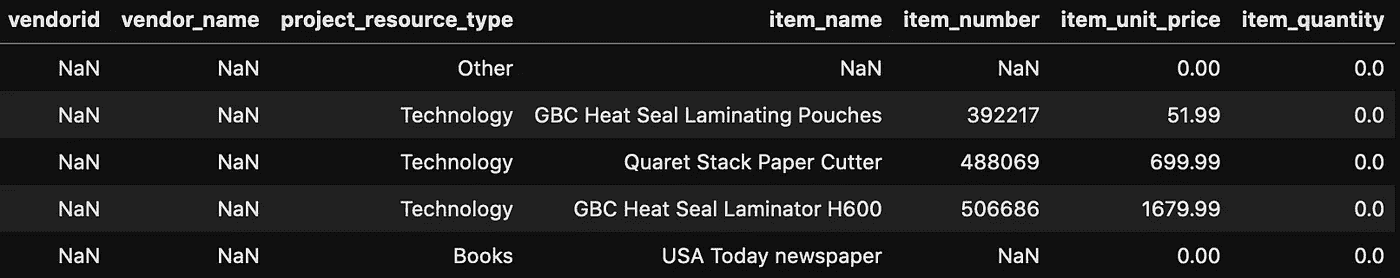 vendorid vendor_name project_resource_type item_name item_number item_unit_price item_quantity
NaN NaN Other NaN NaN 0.00 0.0
NaN NaN Technology GBC Heat Seal Laminating Pouches 392217 51.99 0.0
NaN NaN Technology Quaret Stack Paper Cutter 488069 699.99 0.0
NaN NaN Technology GBC Heat Seal Laminator H600 506686 1679.99 0.0
NaN NaN Books USA Today newspaper NaN 0.00 0.0